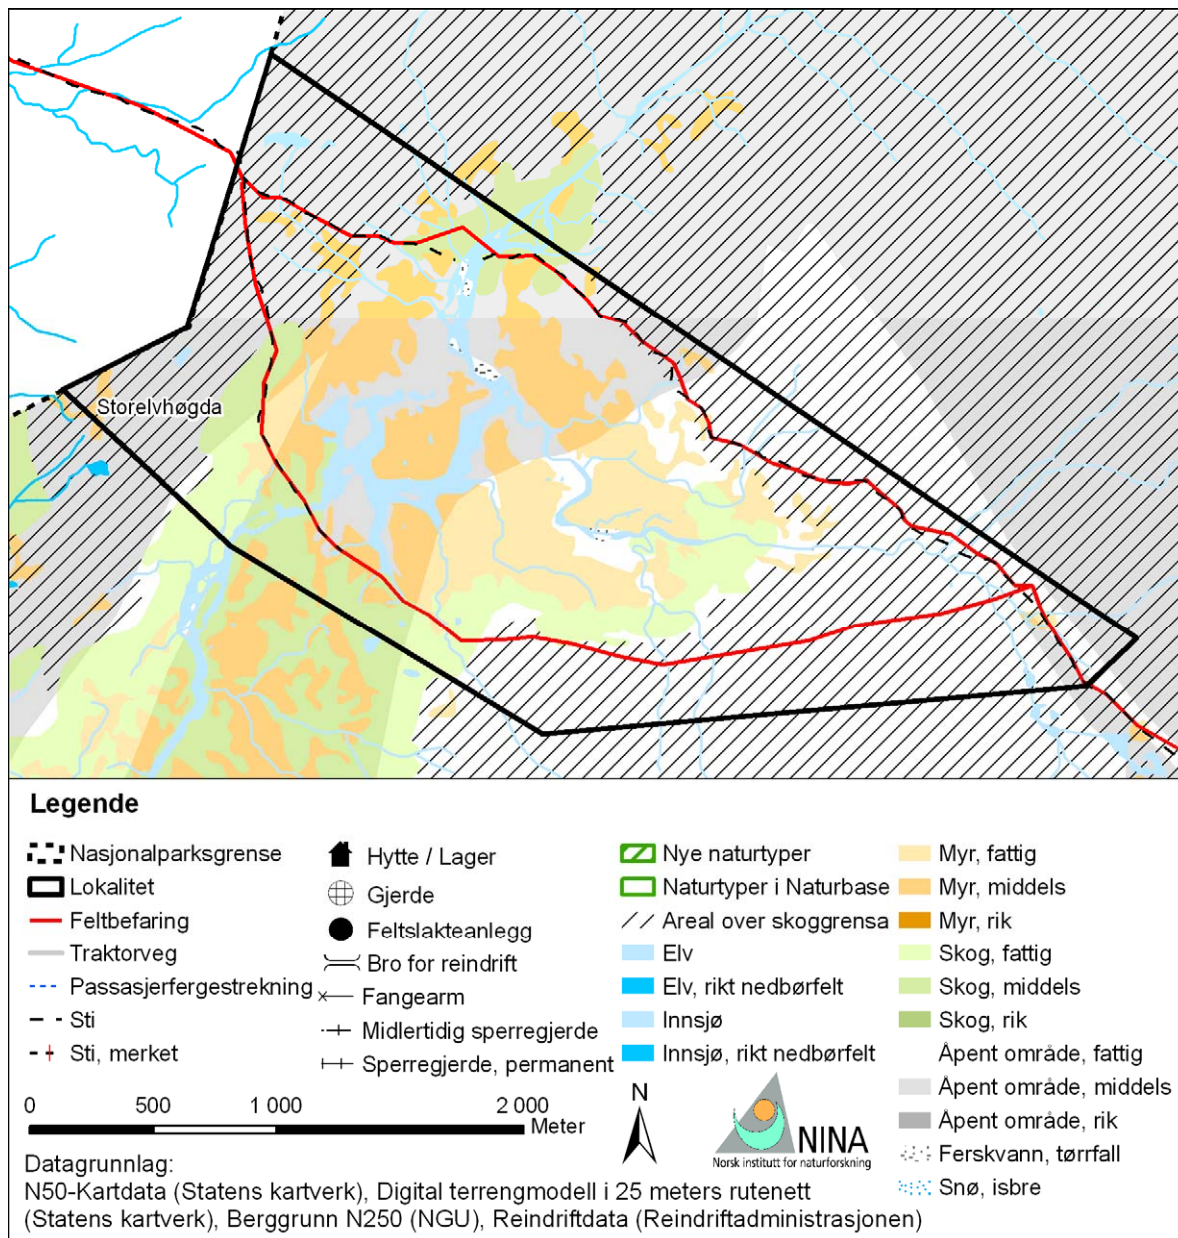 Storelvhøgda
Legende
Nasjonalparksgrense
Lokalitet
Feltbefaring
Traktorveg
Passasjerfergestrekning
Sti
Sti, merket
Hytte / Lager
Gjerde
Feltslakteanlegg
Bro for reindrift
Fangearm
Midlertidig sperregjerde
Sperregjerde, permanent
Nye naturtyper
Naturtyper i Naturbase
Areal over skoggrensa
Elv
Elv, rikt nedbørfelt
Innsjø
Innsjø, rikt nedbørfelt
Myr, fattig
Myr, middels
Myr, rik
Skog, fattig
Skog, middels
Skog, rik
Åpent område, fattig
Åpent område, middels
Åpent område, rik
Ferskvann, tørrfall
Snø, isbre
0 500 1 000 2 000
Meter
N
NINA
Norsk institutt for naturforskning
Datagrunnlag:
N50-Kartdata (Statens kartverk), Digital terrengmodell i 25 meters rutenett
(Statens kartverk), Berggrunn N250 (NGU), Reindriftdata (Reindriftadministrasjonen)